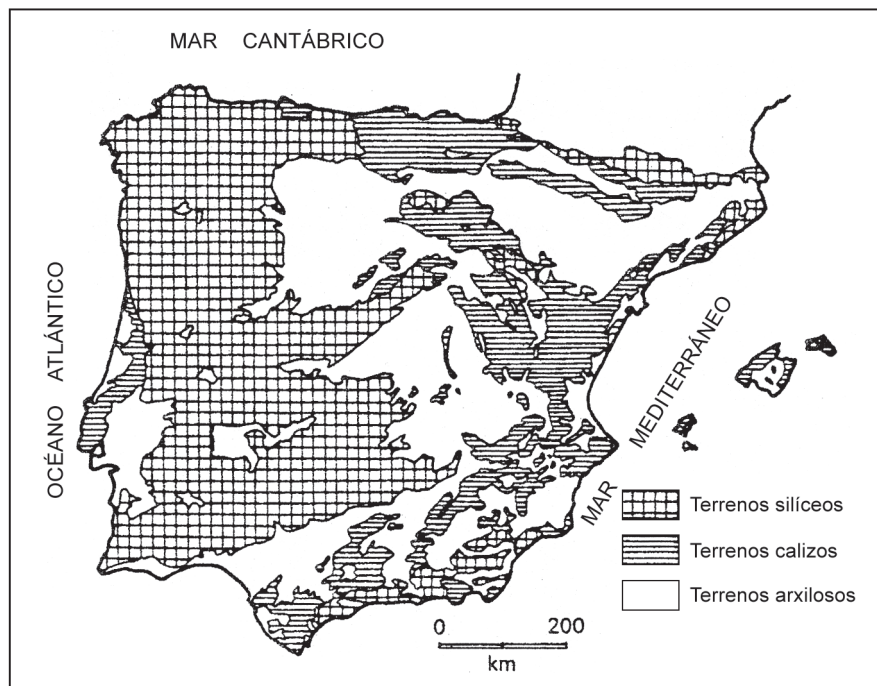 MAR CANTÁBRICO
OCÉANO ATLÁNTICO
MAR MEDITERRÁNEO
Terrenos silíceos
Terrenos calizos
Terrenos arxilosos
0 200
km